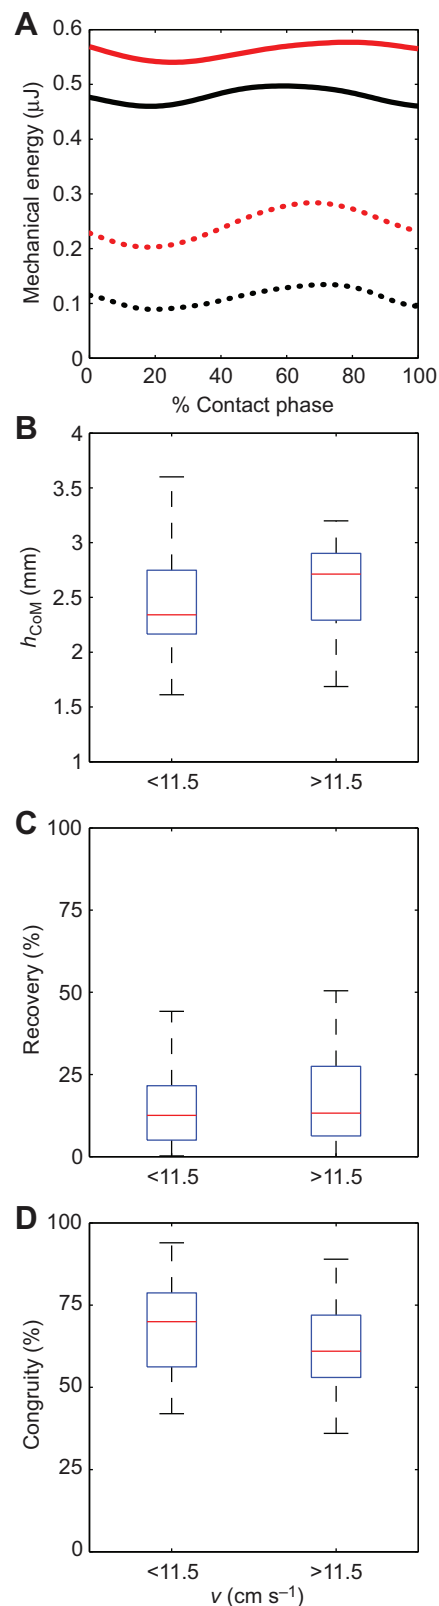 A
Mechanical energy (μJ)
0.6
0.5
0.4
0.3
0.2
0.1
0
0 20 40 60 80 100
% Contact phase
B
h_CoM (mm)
4
3.5
3
2.5
2
1.5
1
<11.5 >11.5
C
Recovery (%)
100
75
50
25
0
<11.5 >11.5
D
Congruity (%)
100
75
50
25
0
<11.5 >11.5
v (cm s⁻¹)